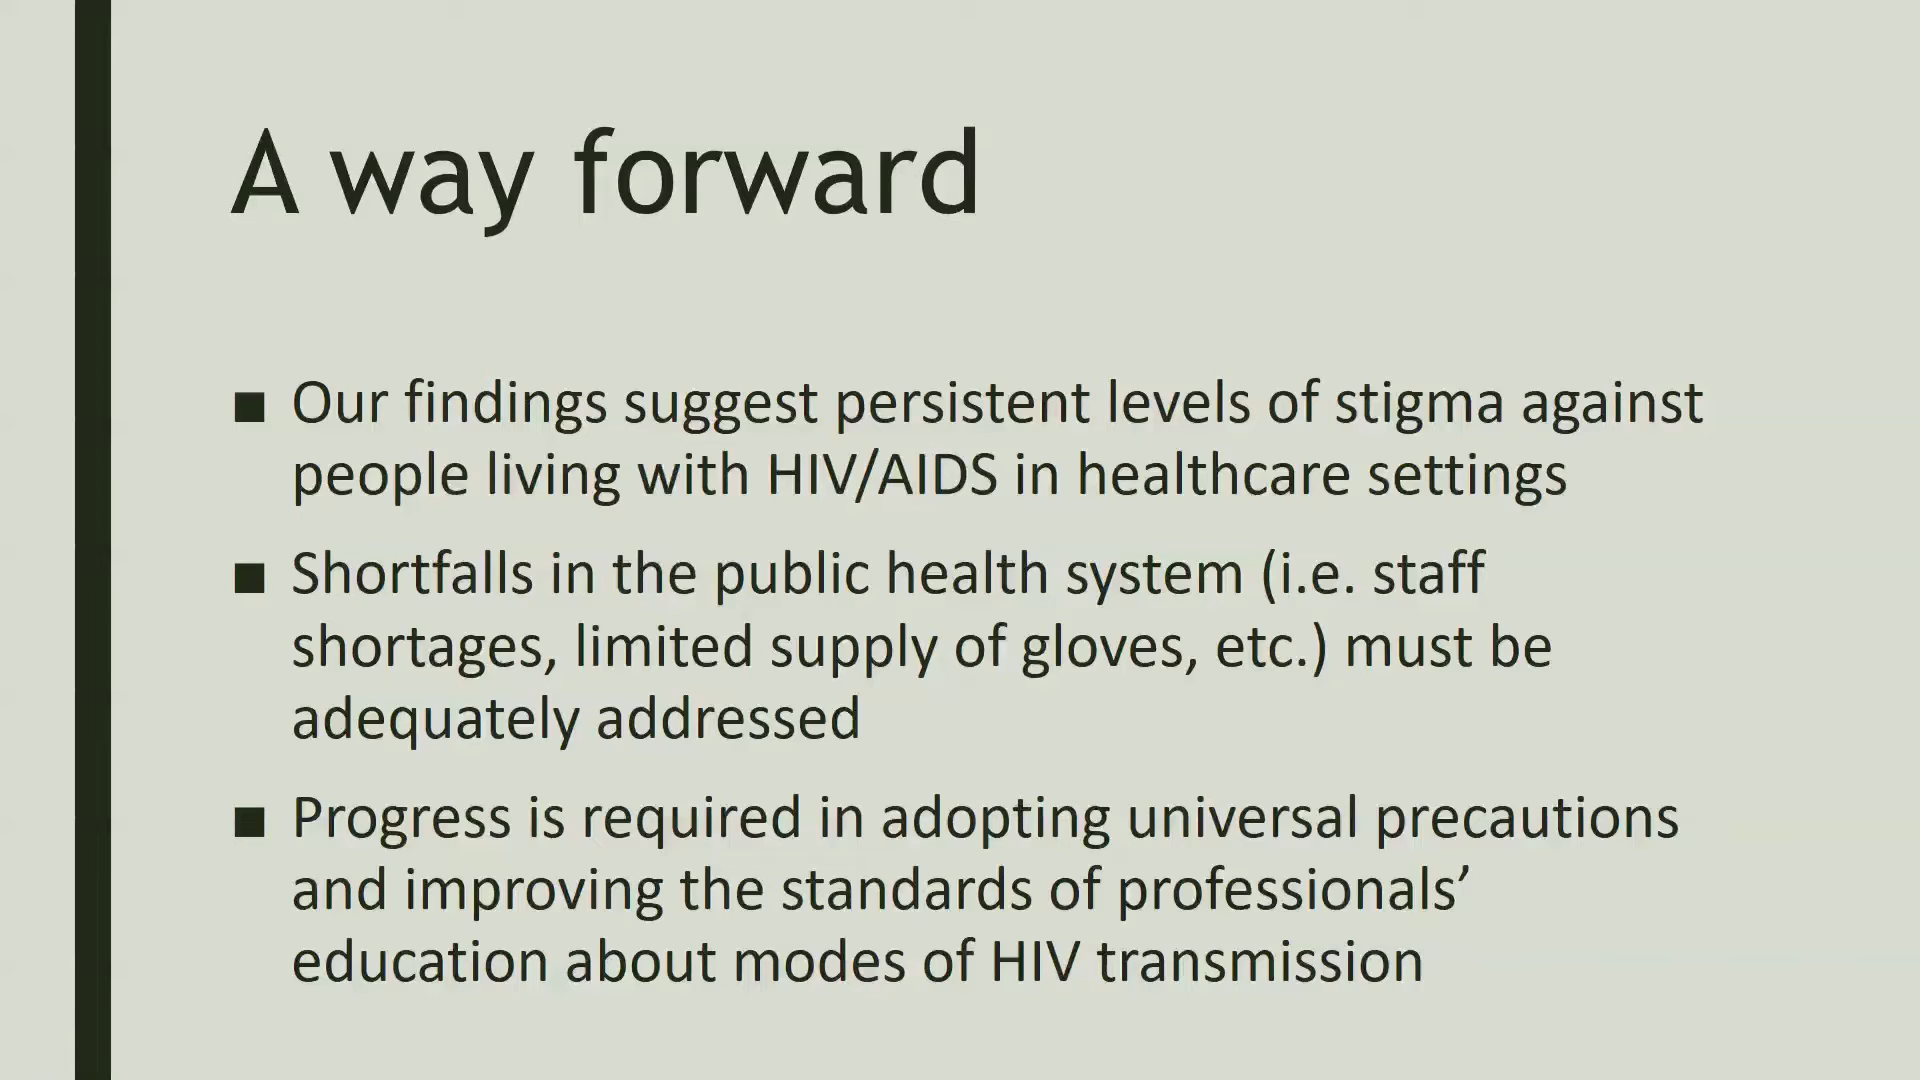 A way forward
■ Our findings suggest persistent levels of stigma against
people living with HIV/AIDS in healthcare settings
■ Shortfalls in the public health system (i.e. staff
shortages, limited supply of gloves, etc.) must be
adequately addressed
■ Progress is required in adopting universal precautions
and improving the standards of professionals’
education about modes of HIV transmission